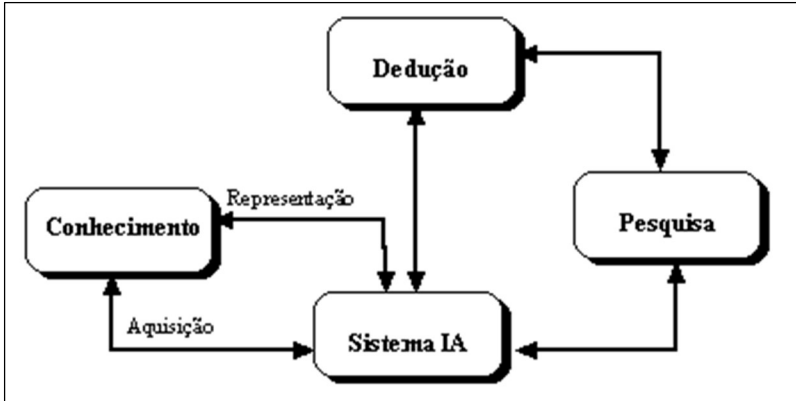 Dedução
Representação
Conhecimento
Pesquisa
Aquisição
Sistema IA